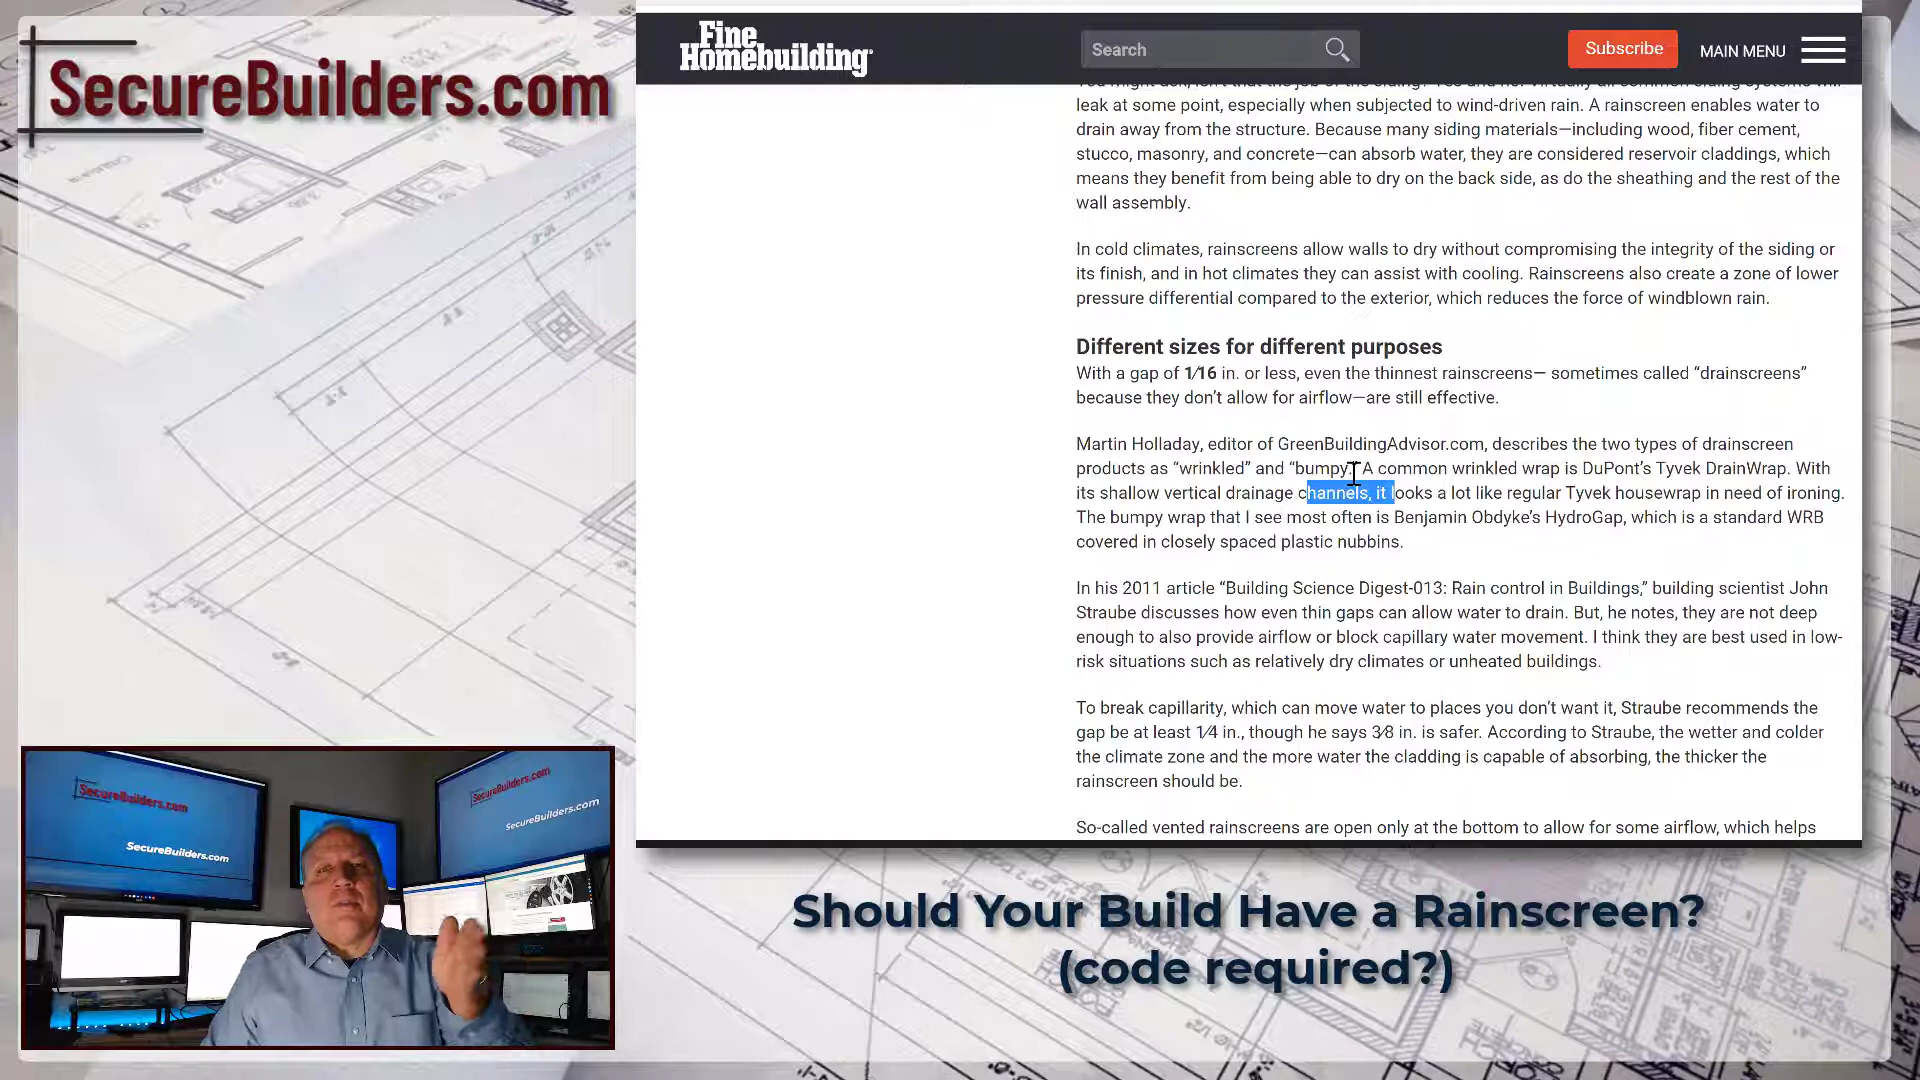 SecureBuilders.com
Fine
Homebuilding
Search
Subscribe
MAIN MENU
leak at some point, especially when subjected to wind-driven rain. A rainscreen enables water to
drain away from the structure. Because many siding materials—including wood, fiber cement,
stucco, masonry, and concrete—can absorb water, they are considered reservoir claddings, which
means they benefit from being able to dry on the back side, as do the sheathing and the rest of the
wall assembly.
In cold climates, rainscreens allow walls to dry without compromising the integrity of the siding or
its finish, and in hot climates they can assist with cooling. Rainscreens also create a zone of lower
pressure differential compared to the exterior, which reduces the force of windblown rain.
Different sizes for different purposes
With a gap of 1⁄16 in. or less, even the thinnest rainscreens— sometimes called “drainscreens”
because they don’t allow for airflow—are still effective.
Martin Holladay, editor of GreenBuildingAdvisor.com, describes the two types of drainscreen
products as “wrinkled” and “bumpy.” A common wrinkled wrap is DuPont’s Tyvek DrainWrap. With
its shallow vertical drainage channels, it looks a lot like regular Tyvek housewrap in need of ironing.
The bumpy wrap that I see most often is Benjamin Obdyke’s HydroGap, which is a standard WRB
covered in closely spaced plastic nubbins.
In his 2011 article “Building Science Digest-013: Rain control in Buildings,” building scientist John
Straube discusses how even thin gaps can allow water to drain. But, he notes, they are not deep
enough to also provide airflow or block capillary water movement. I think they are best used in low-
risk situations such as relatively dry climates or unheated buildings.
To break capillarity, which can move water to places you don’t want it, Straube recommends the
gap be at least 1⁄4 in., though he says 3⁄8 in. is safer. According to Straube, the wetter and colder
the climate zone and the more water the cladding is capable of absorbing, the thicker the
rainscreen should be.
So-called vented rainscreens are open only at the bottom to allow for some airflow, which helps
SecureBuilders.com
SecureBuilders.com
SecureBuilders.com
SecureBuilders.com
Should Your Build Have a Rainscreen?
(code required?)